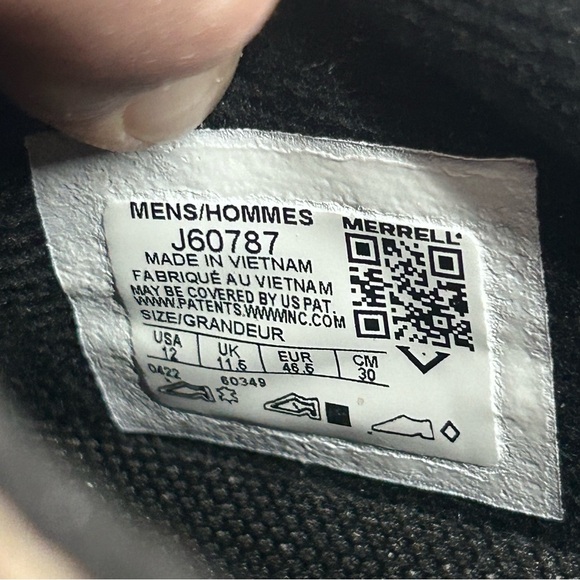 MENS/HOMMES
MERRELL
J60787
MADE IN VIETNAM
FABRIQUÉ AU VIETNAM
MAY BE COVERED BY US PAT.
WWW.PATENTS.WWWINC.COM
SIZE/GRANDEUR
USA UK EUR CM
12 11.5 46.5 30
0422 60349